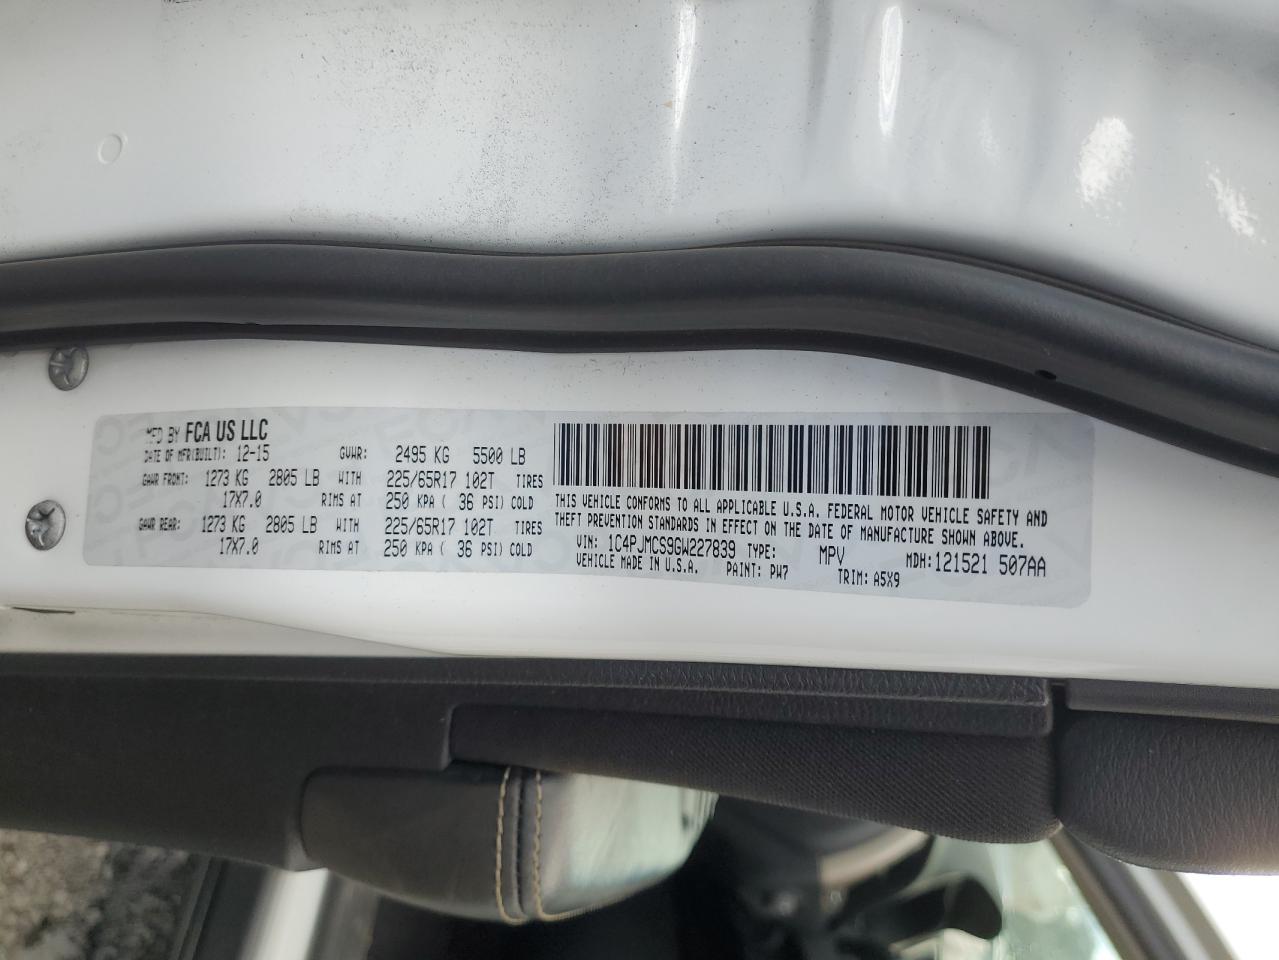 MFD BY FCA US LLC
DATE OF MFR(BUILT): 12-15 GVWR: 2495 KG 5500 LB
GAWR FRONT: 1273 KG 2805 LB WITH 225/65R17 102T TIRES
17X7.0 RIMS AT 250 KPA ( 36 PSI) COLD
GAWR REAR: 1273 KG 2805 LB WITH 225/65R17 102T TIRES
17X7.0 RIMS AT 250 KPA ( 36 PSI) COLD
THIS VEHICLE CONFORMS TO ALL APPLICABLE U.S.A. FEDERAL MOTOR VEHICLE SAFETY AND
THEFT PREVENTION STANDARDS IN EFFECT ON THE DATE OF MANUFACTURE SHOWN ABOVE.
VIN: 1C4PJMCS9GW227839 TYPE: MPV MDH: 121521 507AA
VEHICLE MADE IN U.S.A. PAINT: PW7 TRIM: A5X9